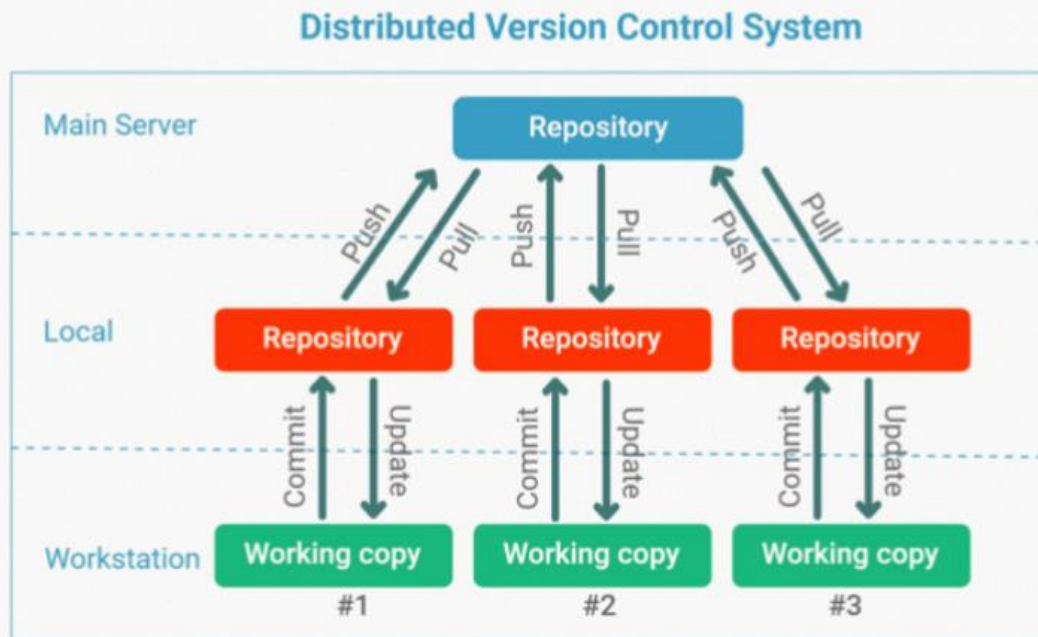 Distributed Version Control System
Main Server
Repository
Push
Pull
Push
Pull
Push
Pull
Local
Repository
Repository
Repository
Commit
Update
Commit
Update
Commit
Update
Workstation
Working copy
Working copy
Working copy
#1
#2
#3